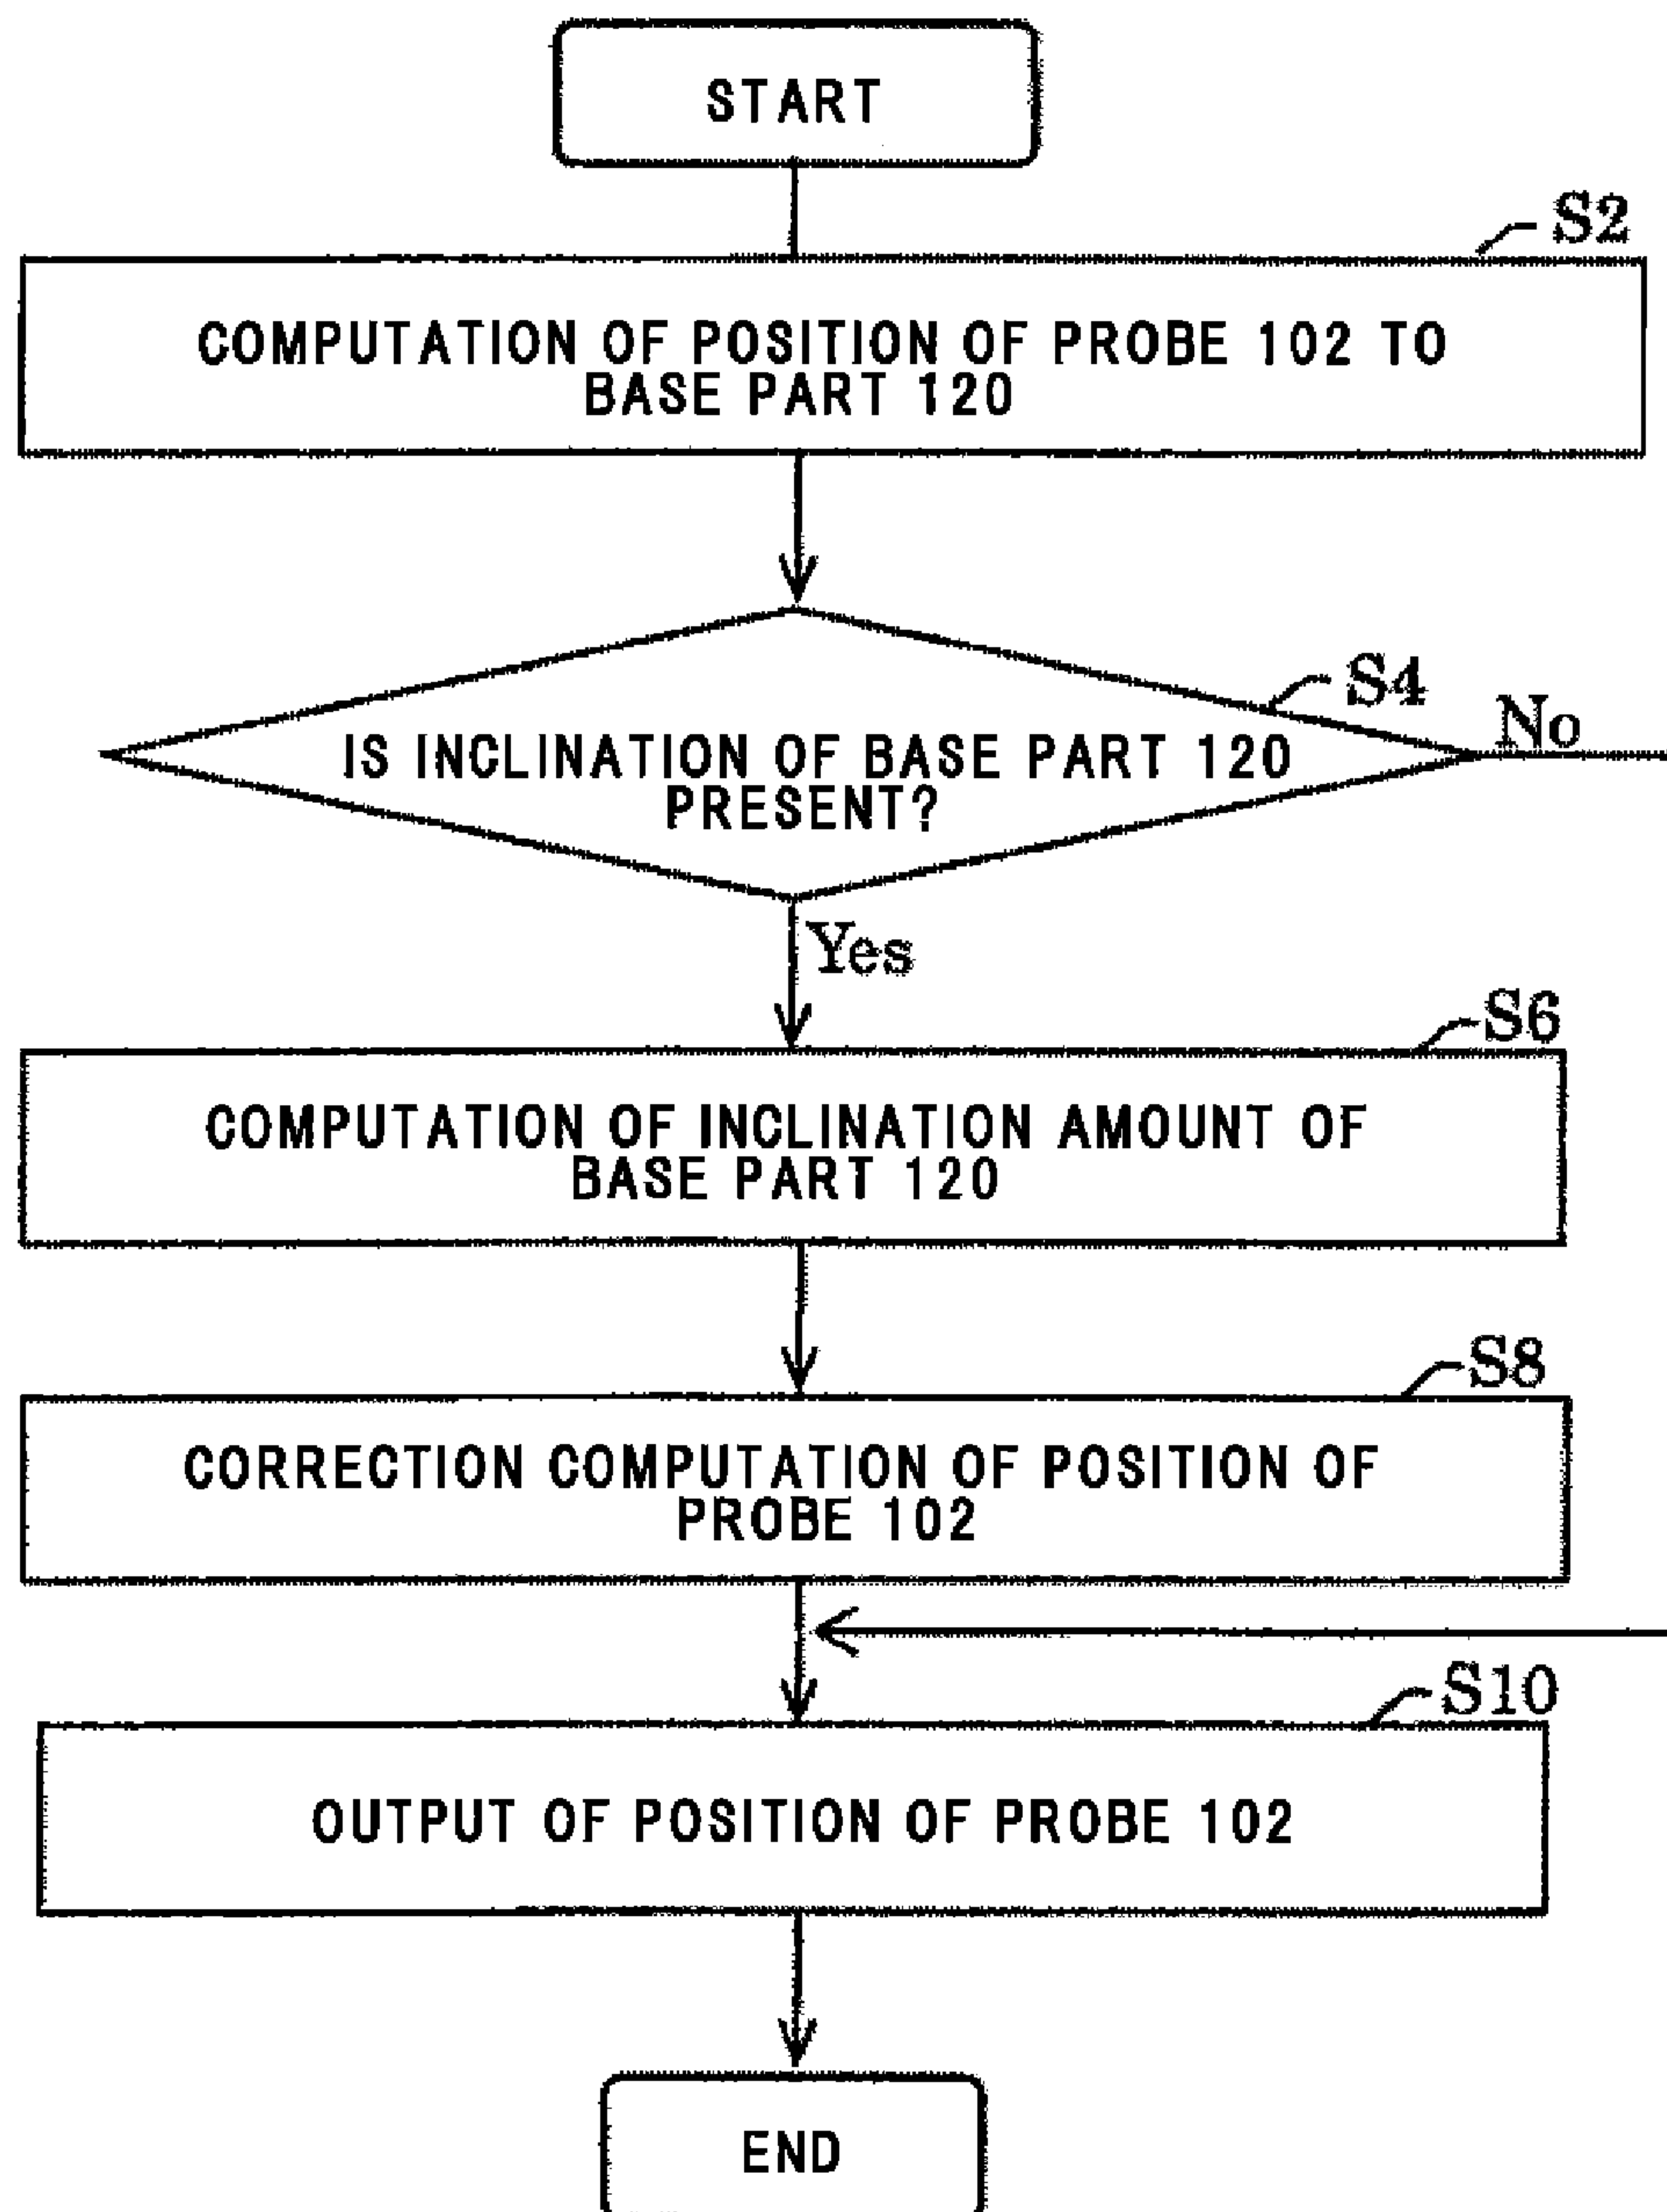 START
S2
COMPUTATION OF POSITION OF PROBE 102 TO
BASE PART 120
S4
No
IS INCLINATION OF BASE PART 120
PRESENT?
Yes
S6
COMPUTATION OF INCLINATION AMOUNT OF
BASE PART 120
S8
CORRECTION COMPUTATION OF POSITION OF
PROBE 102
S10
OUTPUT OF POSITION OF PROBE 102
END